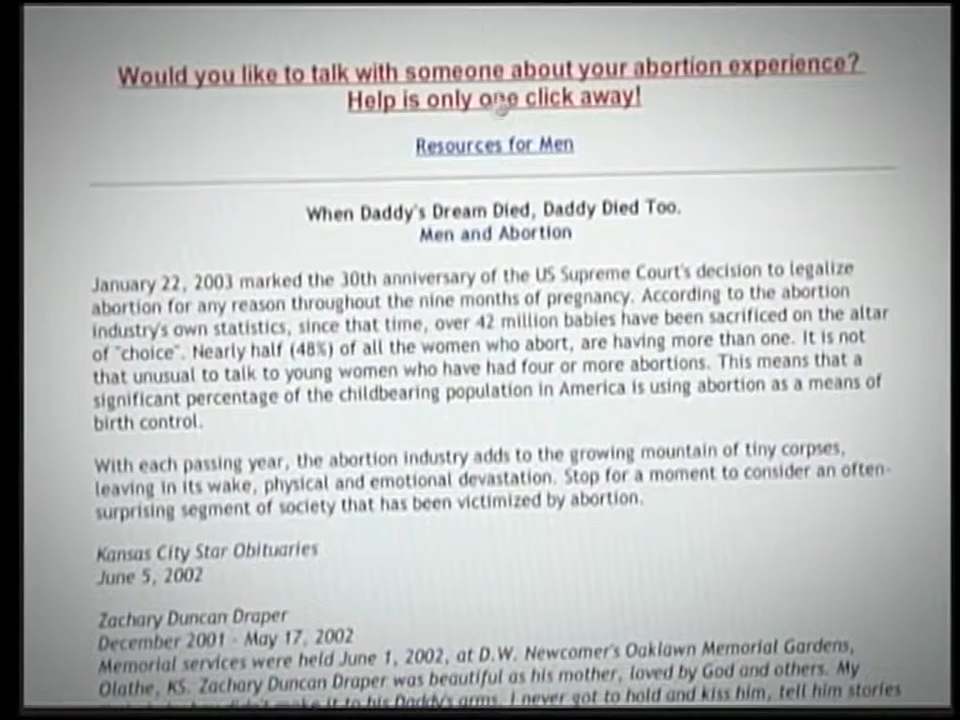 Would you like to talk with someone about your abortion experience?
Help is only one click away!
Resources for Men
When Daddy's Dream Died, Daddy Died Too.
Men and Abortion
January 22, 2003 marked the 30th anniversary of the US Supreme Court's decision to legalize
abortion for any reason throughout the nine months of pregnancy. According to the abortion
industry's own statistics, since that time, over 42 million babies have been sacrificed on the altar
of "choice". Nearly half (48%) of all the women who abort, are having more than one. It is not
that unusual to talk to young women who have had four or more abortions. This means that a
significant percentage of the childbearing population in America is using abortion as a means of
birth control.
With each passing year, the abortion industry adds to the growing mountain of tiny corpses,
leaving in its wake, physical and emotional devastation. Stop for a moment to consider an often-
surprising segment of society that has been victimized by abortion.
Kansas City Star Obituaries
June 5, 2002
Zachary Duncan Draper
December 2001 - May 17, 2002
Memorial services were held June 1, 2002, at D.W. Newcomer's Oaklawn Memorial Gardens,
Olathe, KS. Zachary Duncan Draper was beautiful as his mother, loved by God and others. My
it to his Daddy's arms. I never got to hold and kiss him, tell him stories